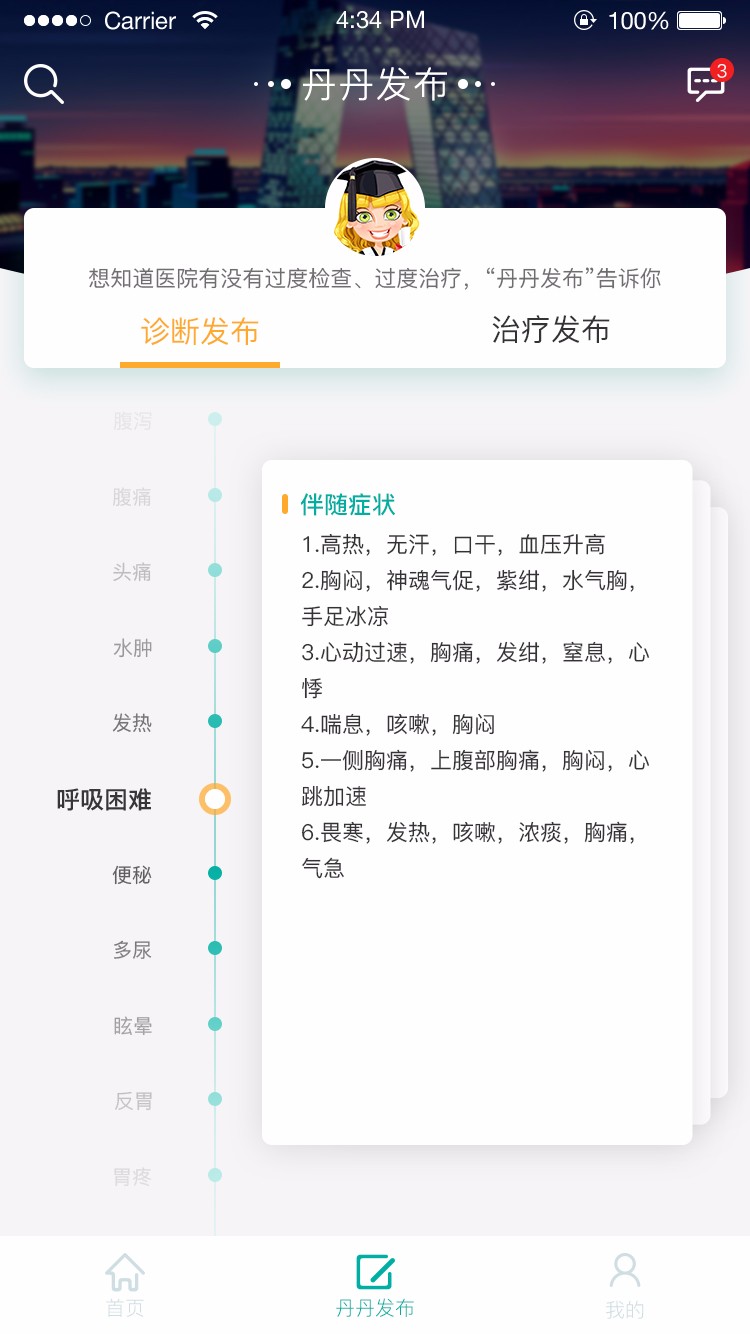 Carrier 4:34 PM 100%
丹丹发布
3
想知道医院有没有过度检查、过度治疗，“丹丹发布”告诉你
诊断发布 治疗发布
腹泻
腹痛
头痛
水肿
发热
呼吸困难
便秘
多尿
眩晕
反胃
胃疼
伴随症状
1.高热，无汗，口干，血压升高
2.胸闷，神魂气促，紫绀，水气胸，
手足冰凉
3.心动过速，胸痛，发绀，窒息，心
悸
4.喘息，咳嗽，胸闷
5.一侧胸痛，上腹部胸痛，胸闷，心
跳加速
6.畏寒，发热，咳嗽，浓痰，胸痛，
气急
首页 丹丹发布 我的